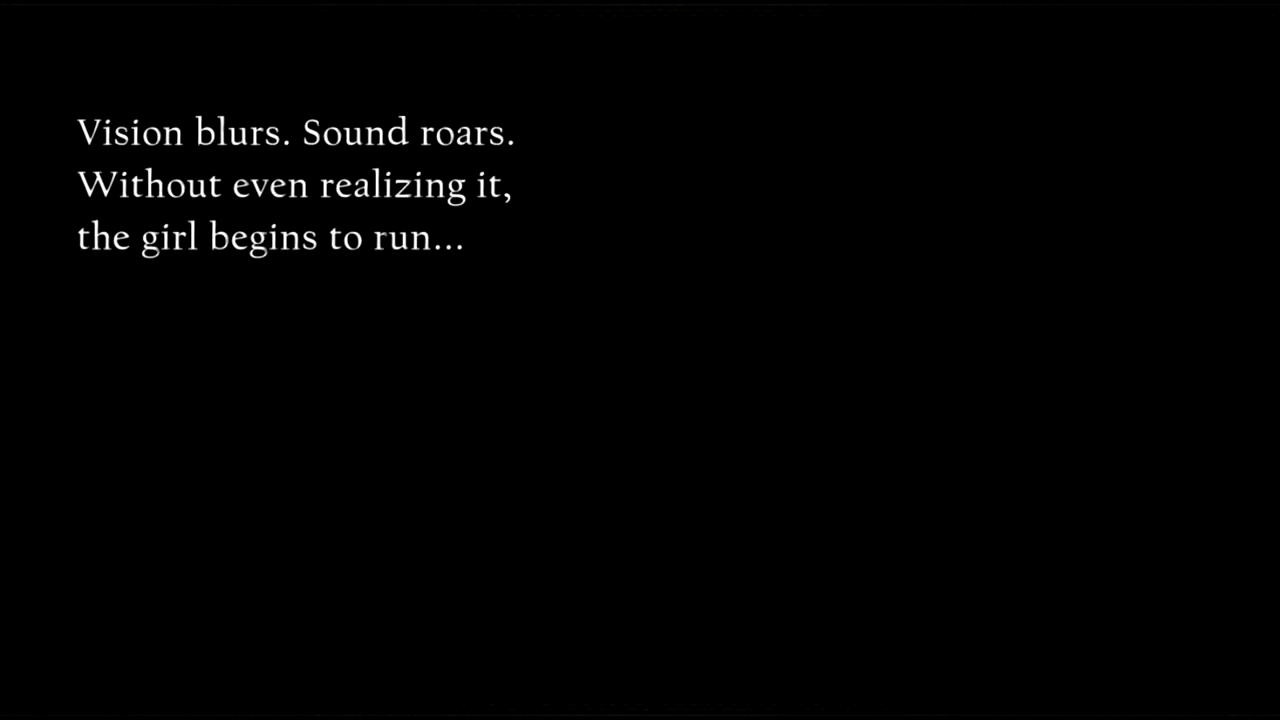 Vision blurs. Sound roars.
Without even realizing it,
the girl begins to run...